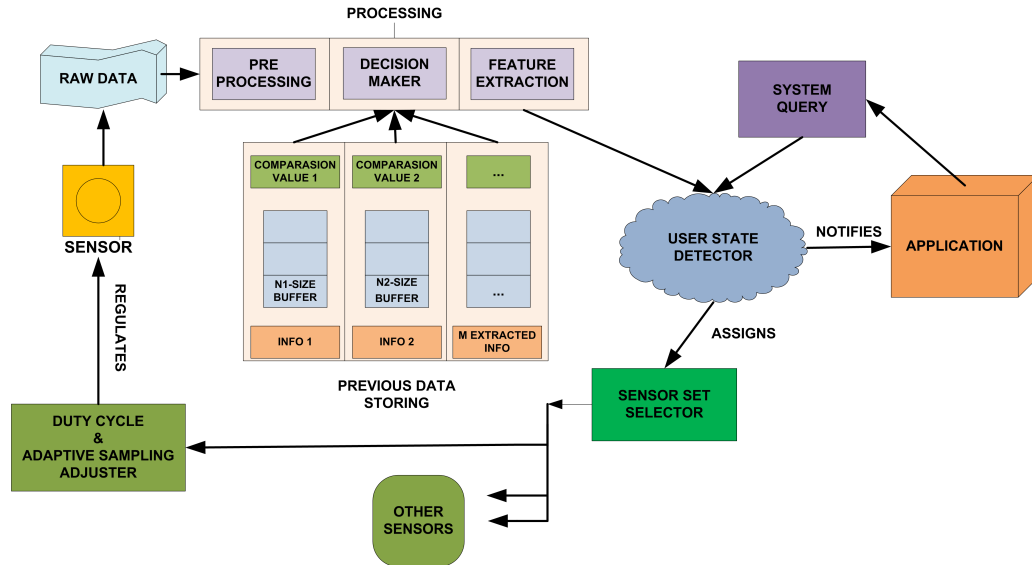 PROCESSING
RAW DATA
PRE
PROCESSING
DECISION
MAKER
FEATURE
EXTRACTION
SYSTEM
QUERY
COMPARASION
VALUE 1
COMPARASION
VALUE 2
...
SENSOR
N1-SIZE
BUFFER
N2-SIZE
BUFFER
...
USER STATE
DETECTOR
NOTIFIES
APPLICATION
REGULATES
INFO 1
INFO 2
M EXTRACTED
INFO
ASSIGNS
PREVIOUS DATA
STORING
SENSOR SET
SELECTOR
DUTY CYCLE
&
ADAPTIVE SAMPLING
ADJUSTER
OTHER
SENSORS